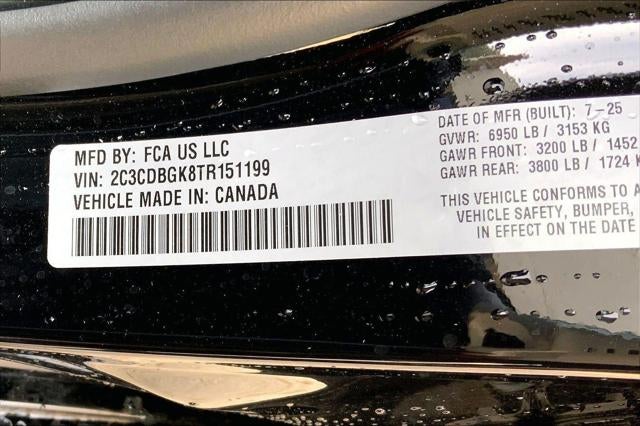 MFD BY: FCA US LLC
VIN: 2C3CDBGK8TR151199
VEHICLE MADE IN: CANADA
DATE OF MFR (BUILT): 7-25
GVWR: 6950 LB / 3153 KG
GAWR FRONT: 3200 LB / 1452
GAWR REAR: 3800 LB / 1724 K
THIS VEHICLE CONFORMS TO A
VEHICLE SAFETY, BUMPER,
IN EFFECT ON THE DATE